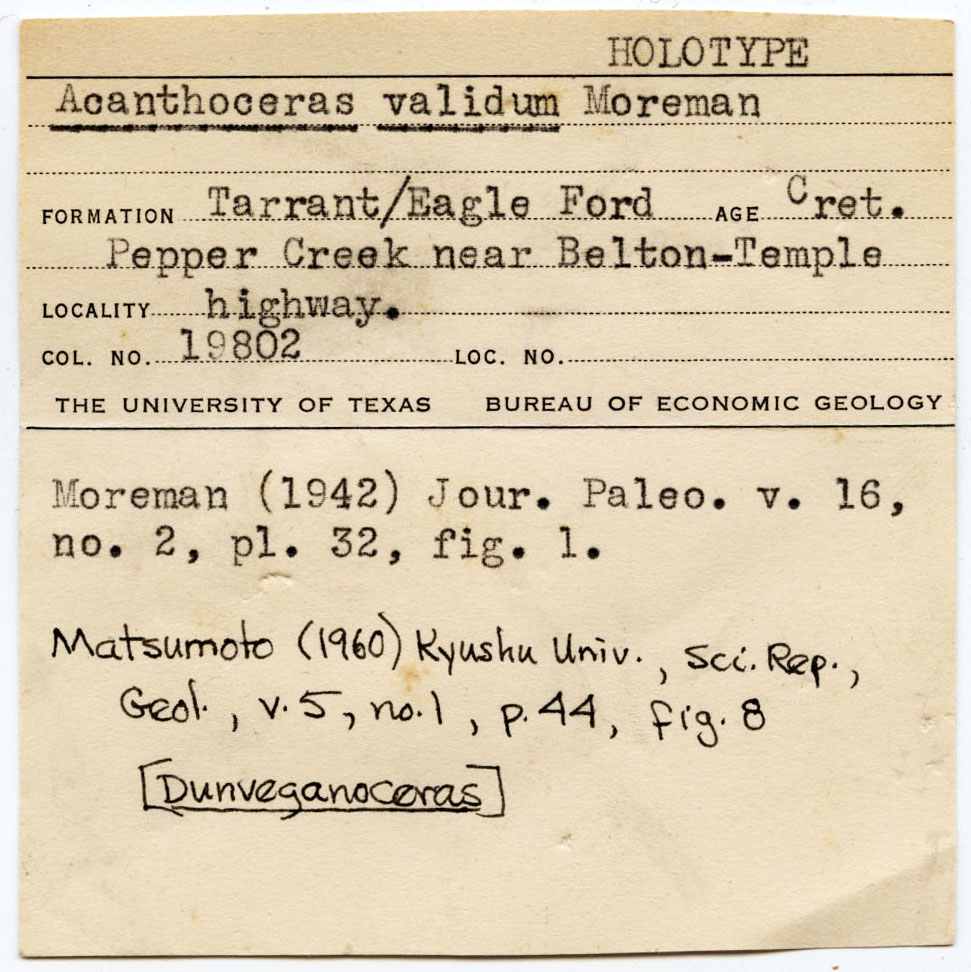 HOLOTYPE
Acanthoceras validum Moreman
FORMATION Tarrant/Eagle Ford AGE Cret.
Pepper Creek near Belton-Temple
LOCALITY highway.
COL. NO. 19802 LOC. NO.
THE UNIVERSITY OF TEXAS BUREAU OF ECONOMIC GEOLOGY
Moreman (1942) Jour. Paleo. v. 16,
no. 2, pl. 32, fig. 1.
Matsumoto (1960) Kyushu Univ., Sci. Rep.,
Geol., v. 5, no. 1, p. 44, fig. 8
[Dunveganoceras]